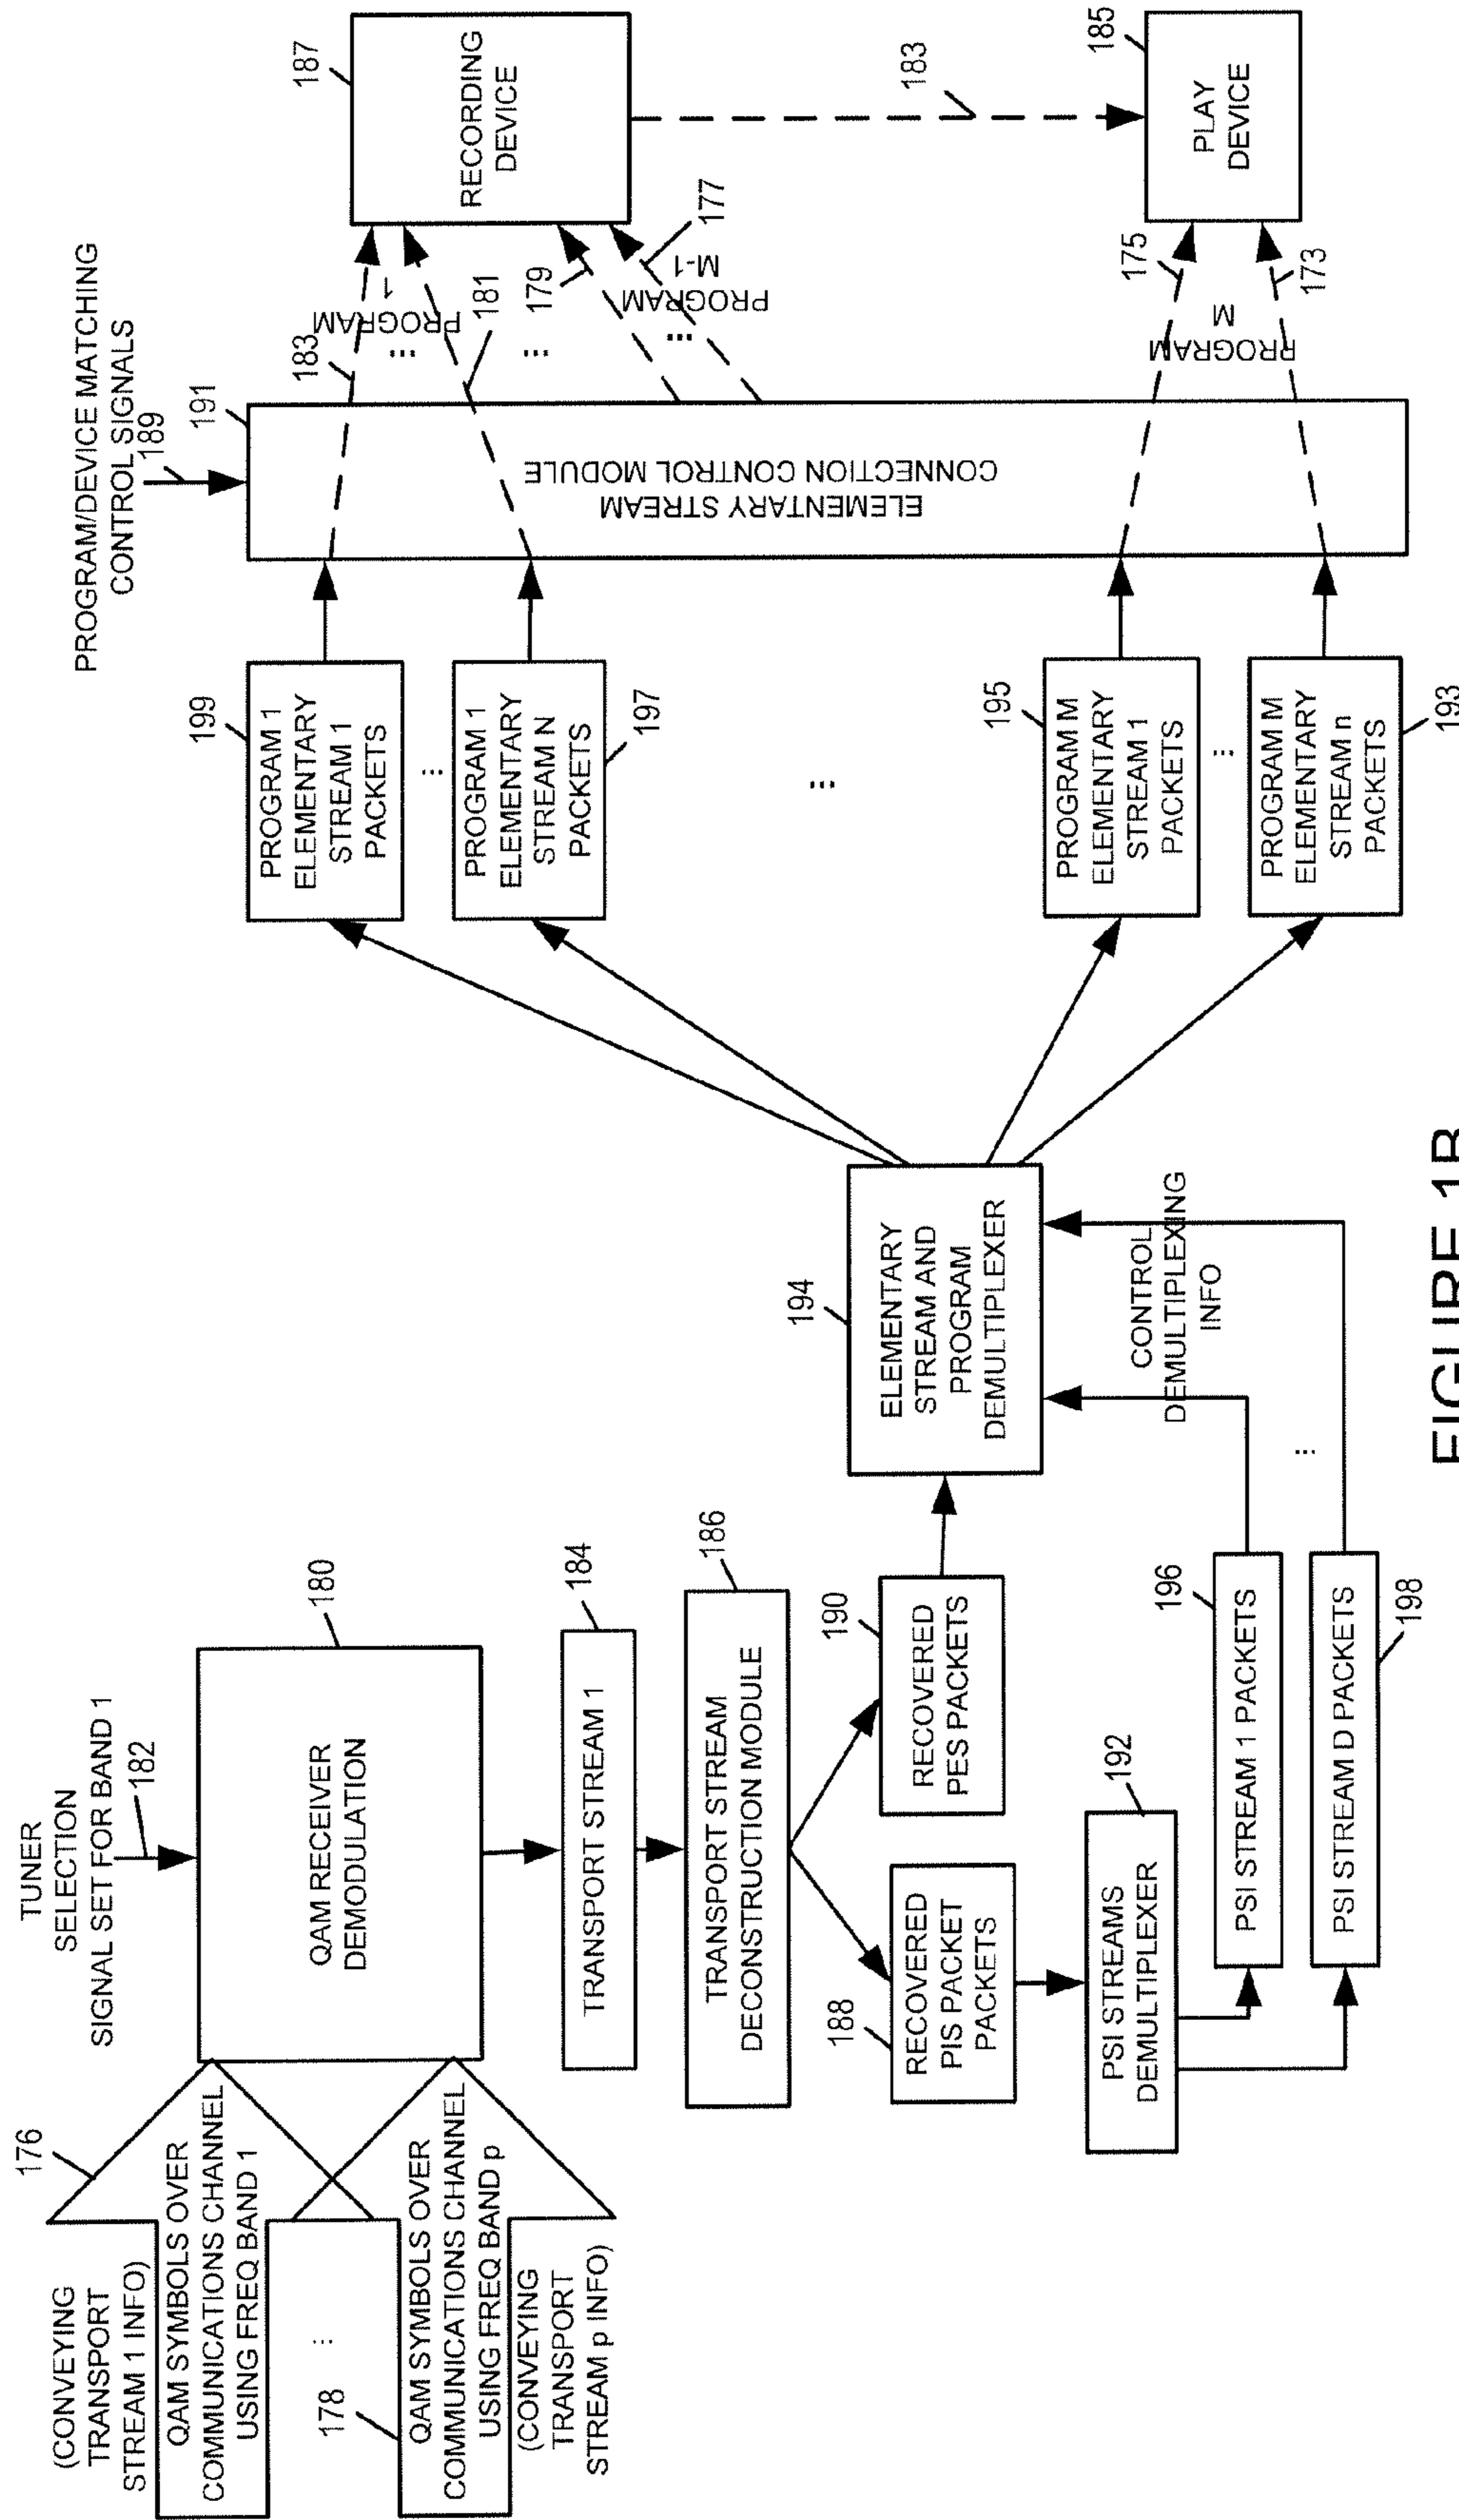 TUNER
SELECTION
SIGNAL SET FOR BAND 1
182
176
(CONVEYING
TRANSPORT
STREAM 1 INFO)
QAM SYMBOLS OVER
COMMUNICATIONS CHANNEL
USING FREQ BAND 1
...
178
QAM SYMBOLS OVER
COMMUNICATIONS CHANNEL
USING FREQ BAND p
(CONVEYING
TRANSPORT
STREAM p INFO)
180
QAM RECEIVER
DEMODULATION
184
TRANSPORT STREAM 1
186
TRANSPORT STREAM
DECONSTRUCTION MODULE
188
RECOVERED
PIS PACKET
PACKETS
190
RECOVERED
PES PACKETS
192
PSI STREAMS
DEMULTIPLEXER
196
PSI STREAM 1 PACKETS
...
PSI STREAM D PACKETS
198
194
ELEMENTARY
STREAM AND
PROGRAM
DEMULTIPLEXER
CONTROL
DEMULTIPLEXING
INFO
199
PROGRAM 1
ELEMENTARY
STREAM 1
PACKETS
...
PROGRAM 1
ELEMENTARY
STREAM N
PACKETS
197
...
195
PROGRAM M
ELEMENTARY
STREAM 1
PACKETS
...
PROGRAM M
ELEMENTARY
STREAM n
PACKETS
193
PROGRAM/DEVICE MATCHING
CONTROL SIGNALS
189
191
ELEMENTARY STREAM
CONNECTION CONTROL MODULE
183
PROGRAM
1
...
181
...
179
PROGRAM
M-1
...
177
187
RECORDING
DEVICE
183
175
PROGRAM
M
173
185
PLAY
DEVICE
FIGURE 1B